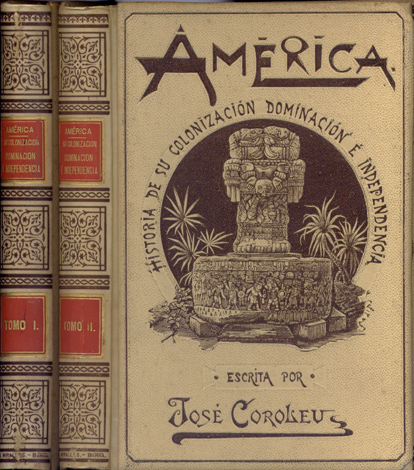 AMÉRICA
SU COLONIZACIÓN
DOMINACIÓN
INDEPENDENCIA
TOMO I.
AMÉRICA
SU COLONIZACIÓN
DOMINACIÓN
INDEPENDENCIA
TOMO II.
AMÉRICA.
HISTORIA DE SU COLONIZACIÓN DOMINACIÓN É INDEPENDENCIA
ESCRITA POR
JOSÉ COROLEU